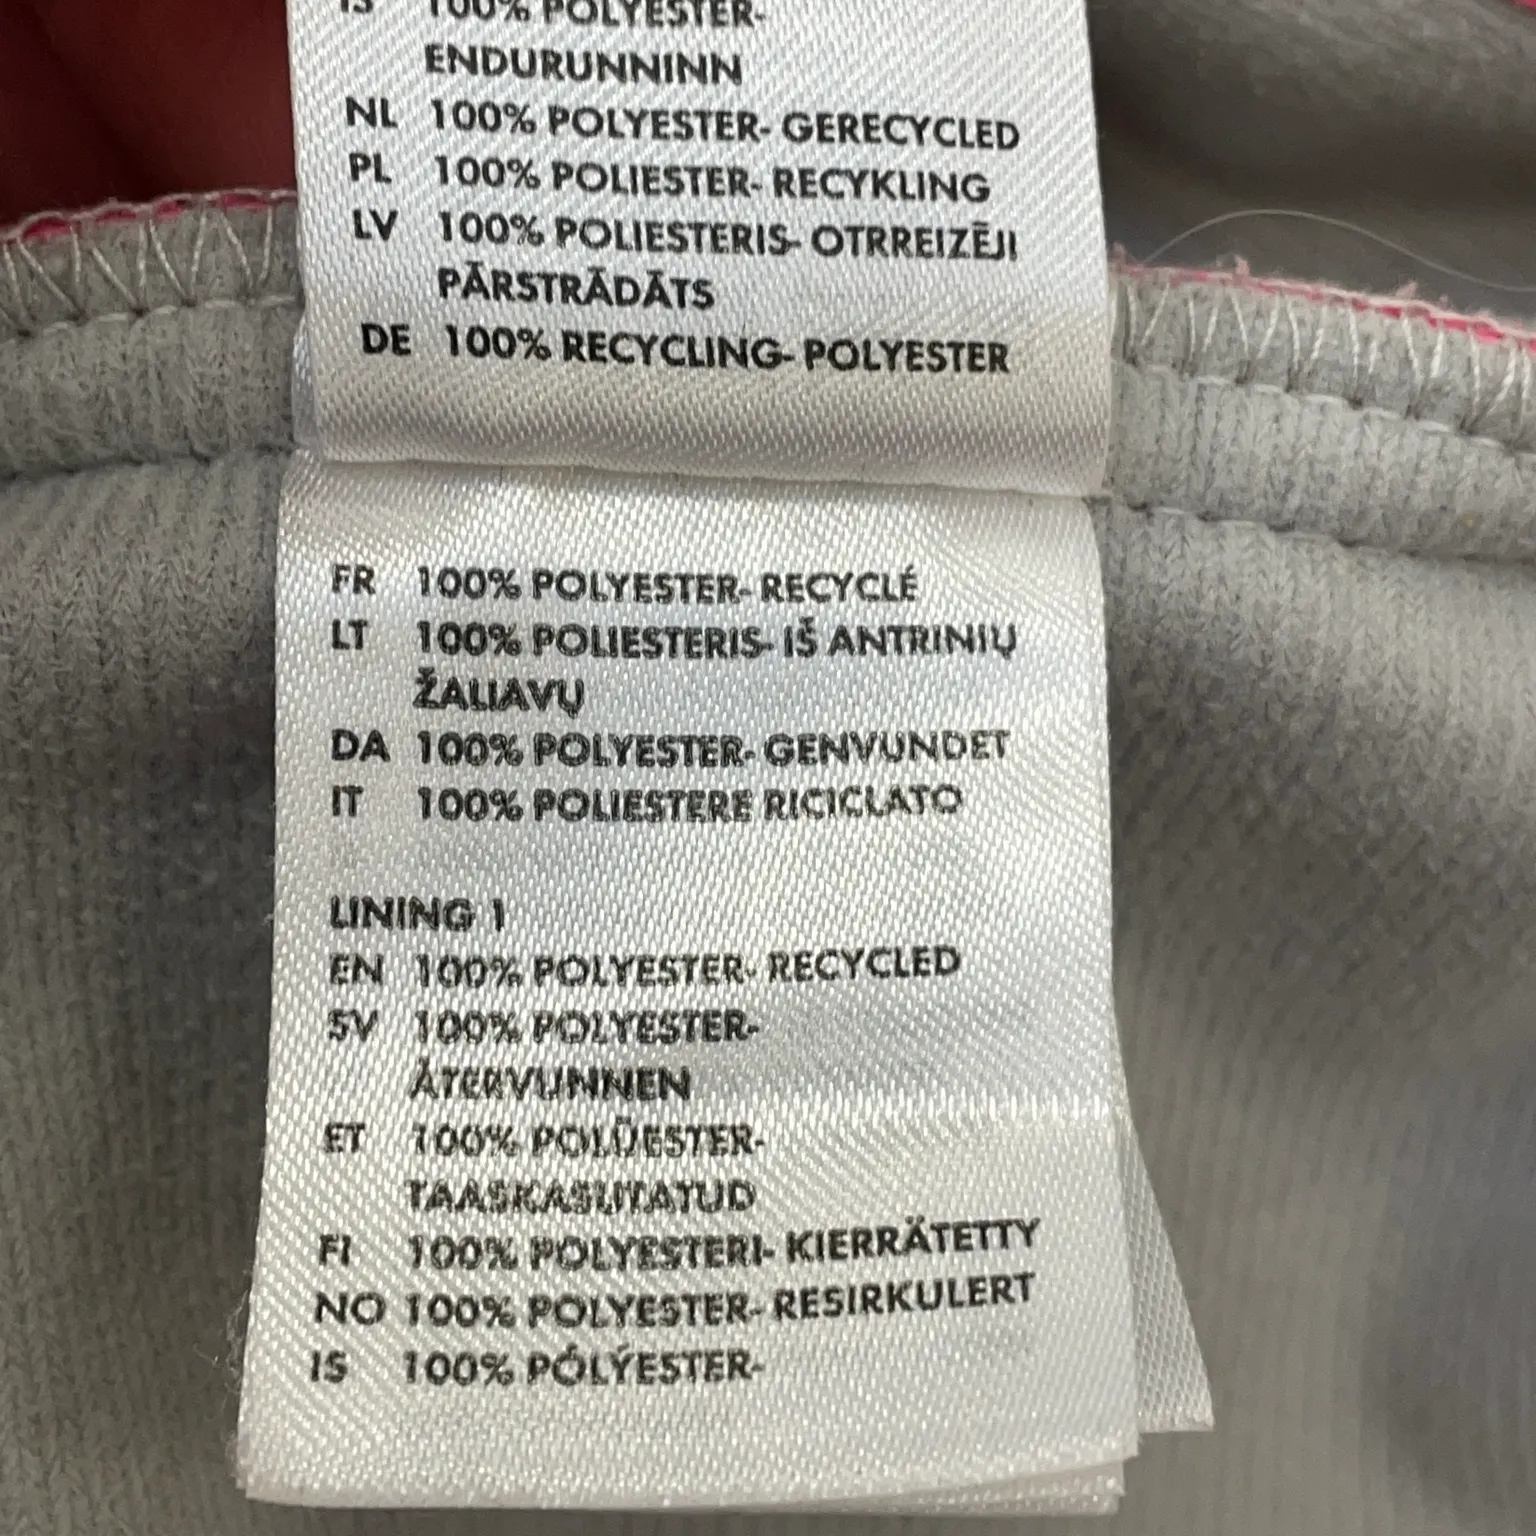 IS 100% POLYESTER-
ENDURUNNINN
NL 100% POLYESTER- GERECYCLED
PL 100% POLIESTER- RECYKLING
LV 100% POLIESTERIS- OTRREIZĒJI
PĀRSTRĀDĀTS
DE 100% RECYCLING- POLYESTER
FR 100% POLYESTER- RECYCLÉ
LT 100% POLIESTERIS- IŠ ANTRINIŲ
ŽALIAVŲ
DA 100% POLYESTER- GENVUNDET
IT 100% POLIESTERE RICICLATO
LINING 1
EN 100% POLYESTER- RECYCLED
SV 100% POLYESTER-
ÅTERVUNNEN
ET 100% POLÜESTER-
TAASKASUTATUD
FI 100% POLYESTERI- KIERRÄTETTY
NO 100% POLYESTER- RESIRKULERT
IS 100% PÓLÝESTER-